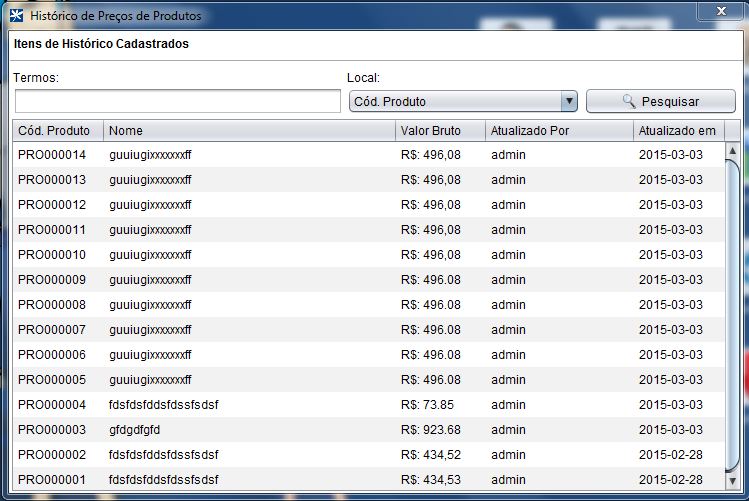 Histórico de Preços de Produtos
Itens de Histórico Cadastrados
Termos: Local:
Cód. Produto Pesquisar
Cód. Produto Nome Valor Bruto Atualizado Por Atualizado em
PRO000014 guuiugixxxxxxxff R$: 496,08 admin 2015-03-03
PRO000013 guuiugixxxxxxxff R$: 496,08 admin 2015-03-03
PRO000012 guuiugixxxxxxxff R$: 496,08 admin 2015-03-03
PRO000011 guuiugixxxxxxxff R$: 496,08 admin 2015-03-03
PRO000010 guuiugixxxxxxxff R$: 496,08 admin 2015-03-03
PRO000009 guuiugixxxxxxxff R$: 496.08 admin 2015-03-03
PRO000008 guuiugixxxxxxxff R$: 496.08 admin 2015-03-03
PRO000007 guuiugixxxxxxxff R$: 496.08 admin 2015-03-03
PRO000006 guuiugixxxxxxxff R$: 496.08 admin 2015-03-03
PRO000005 guuiugixxxxxxxff R$: 496.08 admin 2015-03-03
PRO000004 fdsfdsfddsfdssfsdsf R$: 73.85 admin 2015-03-03
PRO000003 gfdgdfgfd R$: 923.68 admin 2015-03-03
PRO000002 fdsfdsfddsfdssfsdsf R$: 434,52 admin 2015-02-28
PRO000001 fdsfdsfddsfdssfsdsf R$: 434,53 admin 2015-02-28